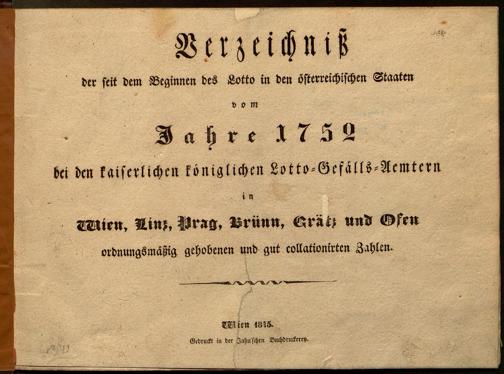 Verzeichniß
der seit dem Beginnen des Lotto in den österreichischen Staaten
vom
Jahre 1752
bei den kaiserlichen königlichen Lotto-Gefälls-Aemtern
in
Wien, Linz, Prag, Brünn, Grätz und Ofen
ordnungsmäßig gehobenen und gut collationirten Zahlen.
Wien 1815.
Gedruckt in der Jahn'schen Buchdruckerey.